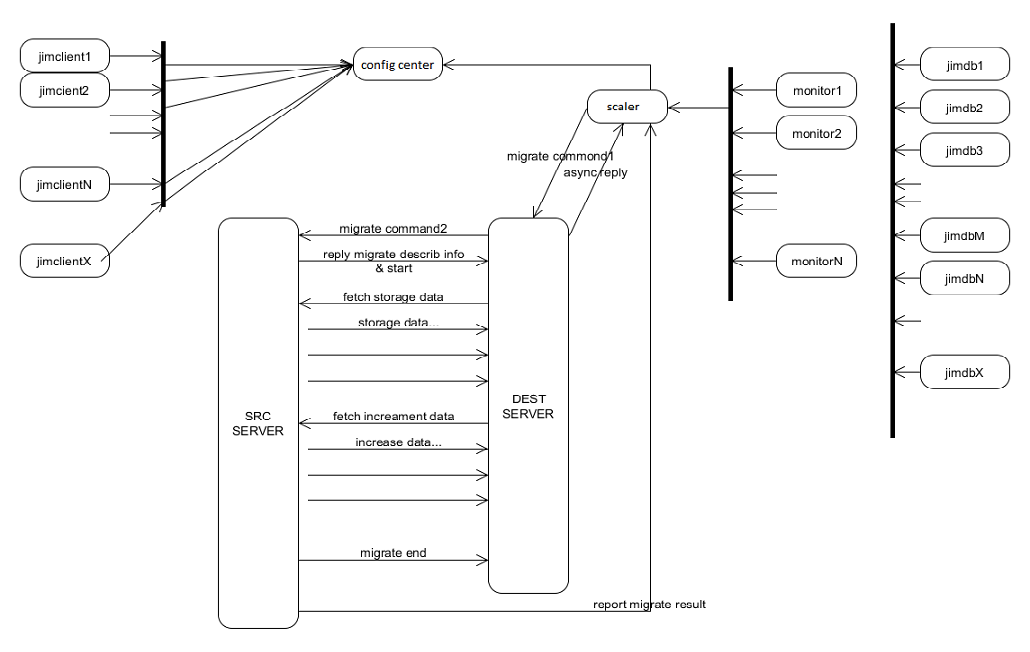 jimclient1
jimcient2
jimclientN
jimclientX
config center
scaler
migrate commond1
async reply
monitor1
monitor2
monitorN
jimdb1
jimdb2
jimdb3
jimdbM
jimdbN
jimdbX
migrate command2
reply migrate describ info
& start
fetch storage data
storage data...
fetch increament data
increase data...
migrate end
report migrate result
SRC
SERVER
DEST
SERVER